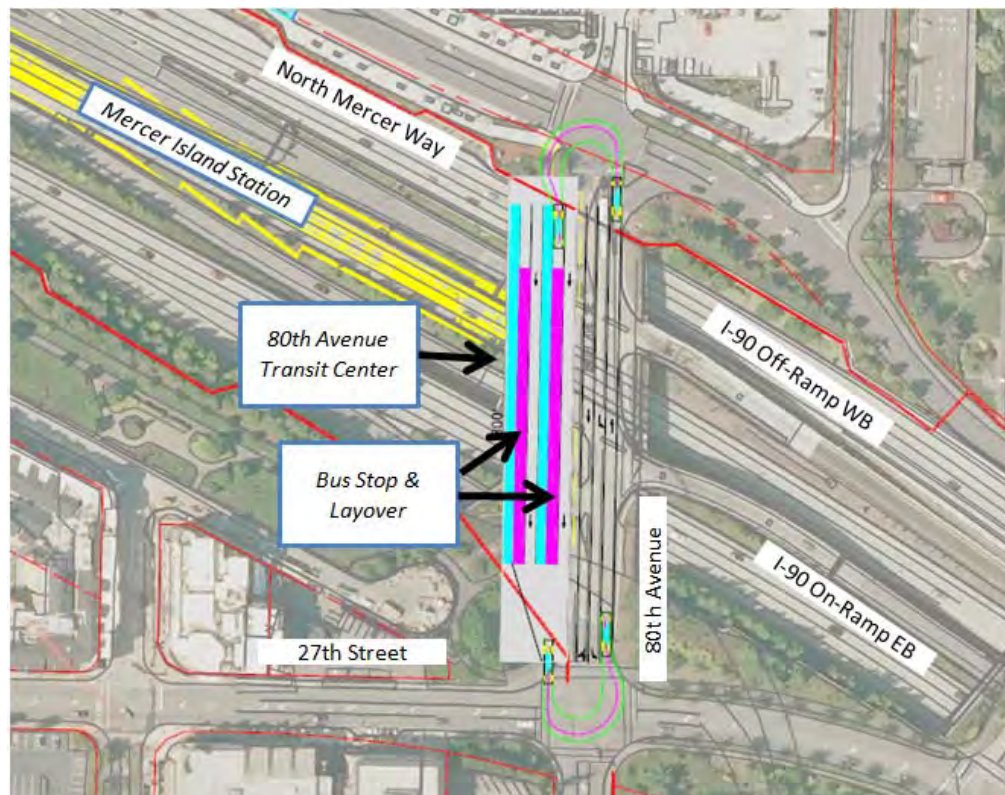 North Mercer Way
Mercer Island Station
80th Avenue
Transit Center
I-90 Off-Ramp WB
Bus Stop &
Layover
80th Avenue
I-90 On-Ramp EB
27th Street